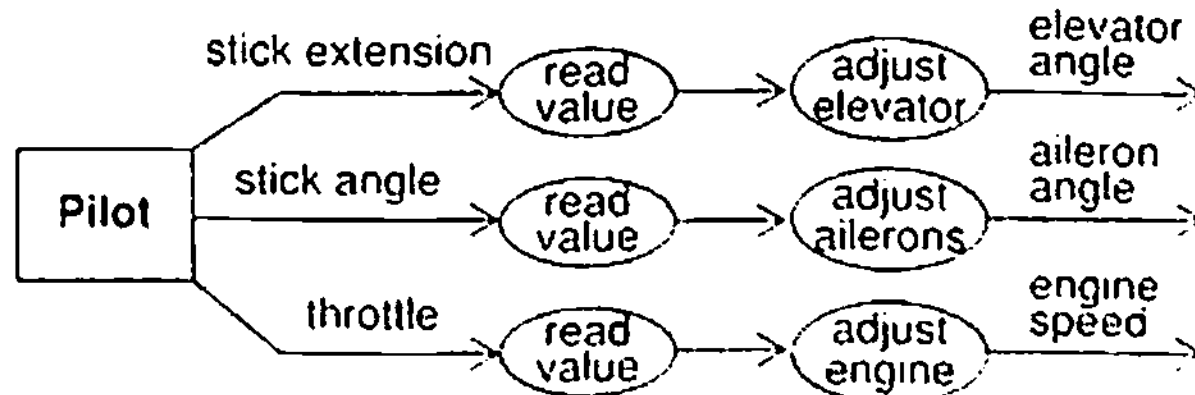 stick extension
read
value
adjust
elevator
elevator
angle
Pilot
stick angle
read
value
adjust
ailerons
aileron
angle
throttle
read
value
adjust
engine
engine
speed